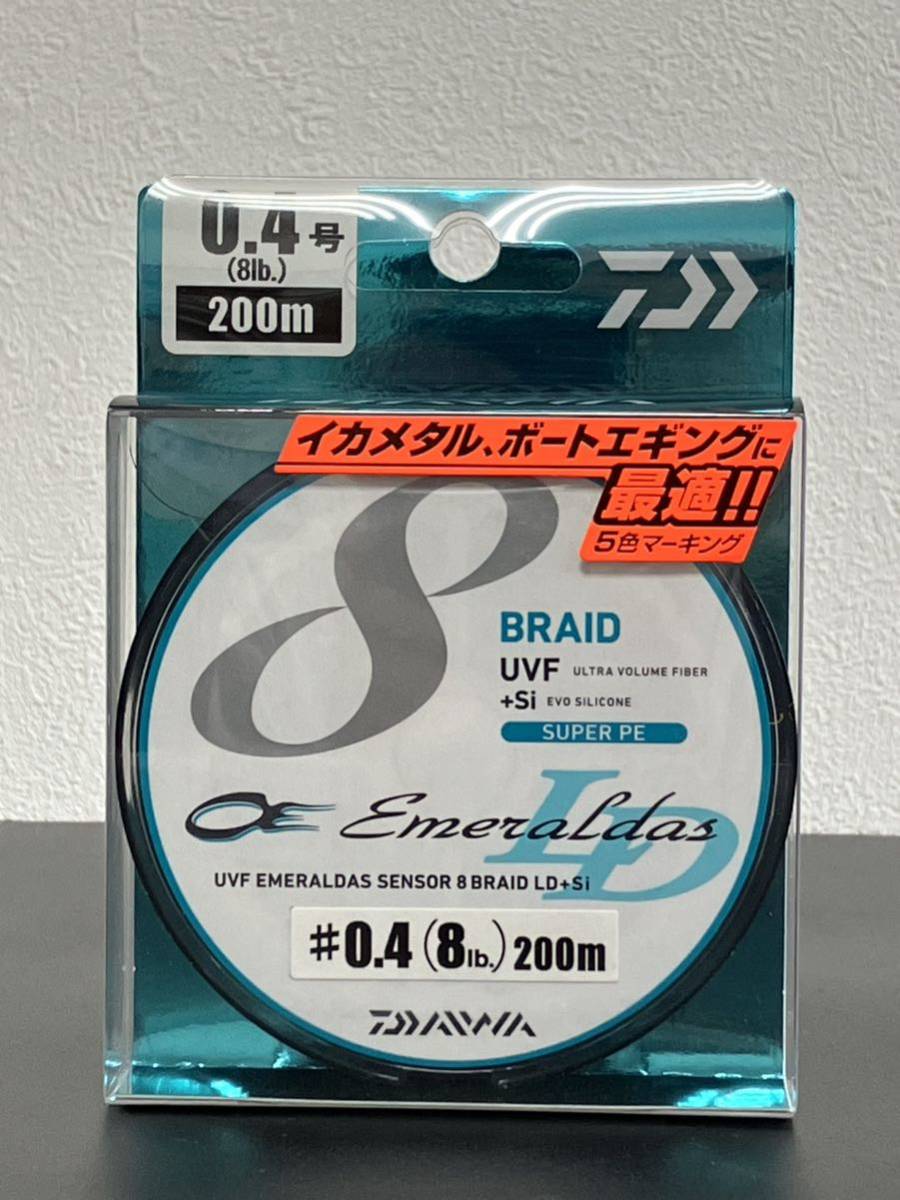 0.4号
(8lb.)
200m
イカメタル、ボートエギングに
最適!!
5色マーキング
8
BRAID
UVF ULTRA VOLUME FIBER
+Si EVO SILICONE
SUPER PE
Emeraldas LD
UVF EMERALDAS SENSOR 8 BRAID LD+Si
#0.4(8lb.)200m
DAIWA